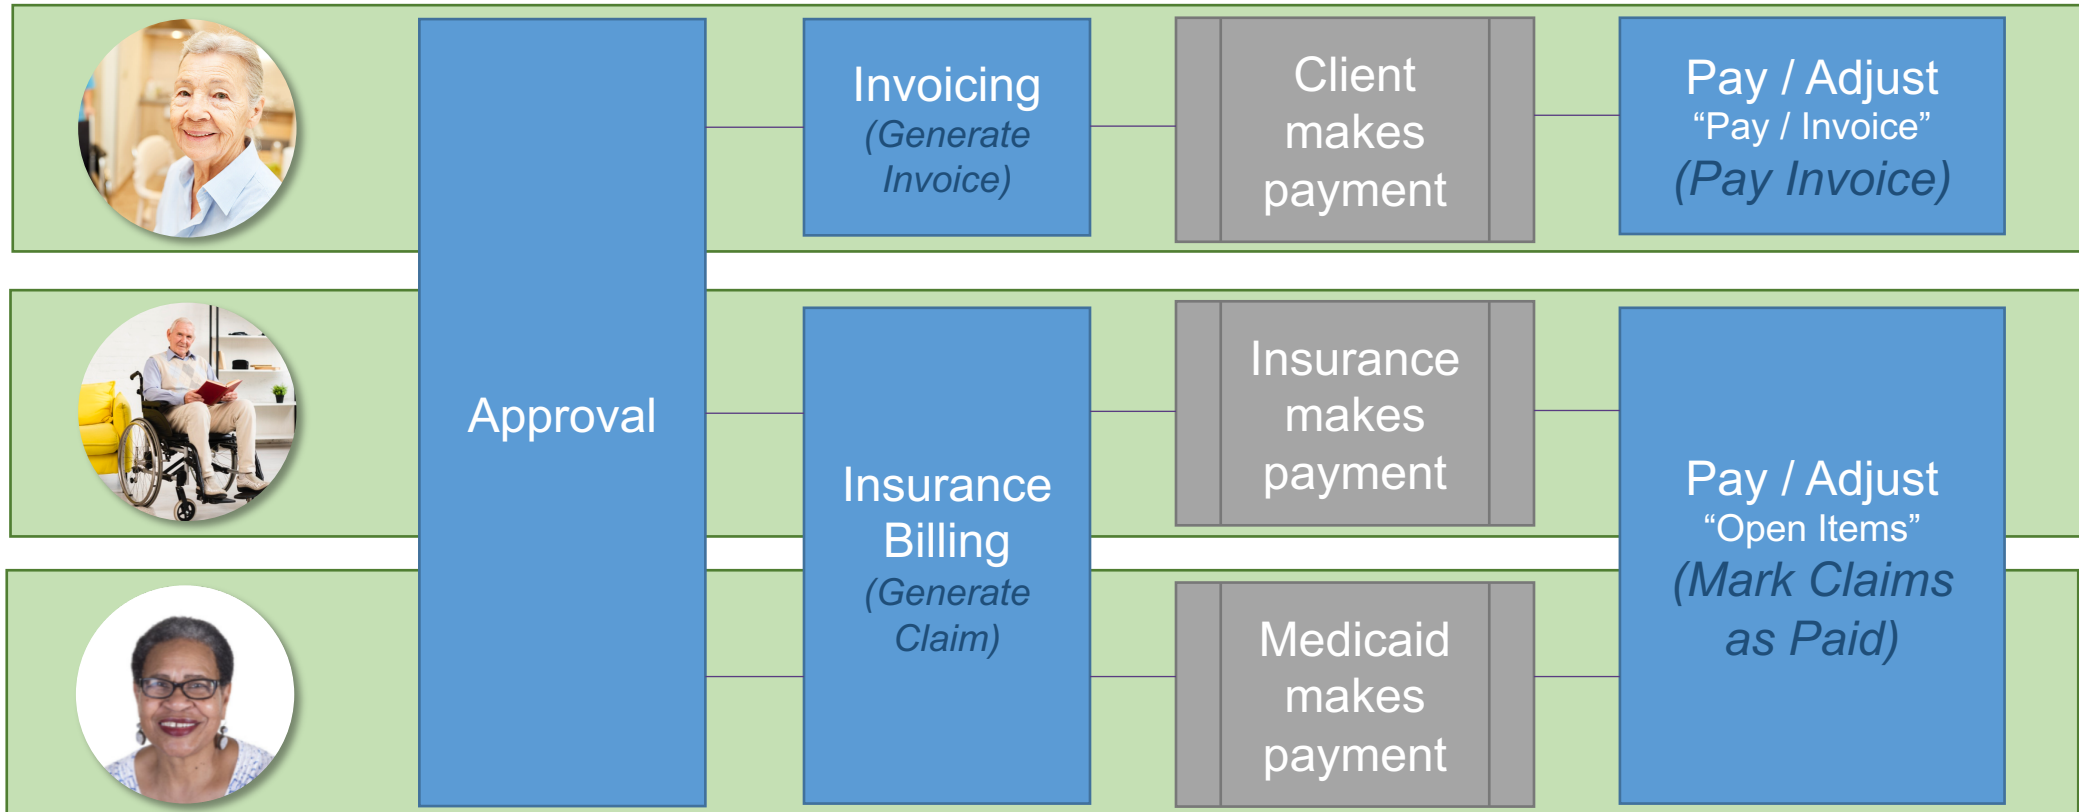 Approval
Invoicing
(Generate
Invoice)
Client
makes
payment
Pay / Adjust
“Pay / Invoice”
(Pay Invoice)
Insurance
Billing
(Generate
Claim)
Insurance
makes
payment
Medicaid
makes
payment
Pay / Adjust
“Open Items”
(Mark Claims
as Paid)